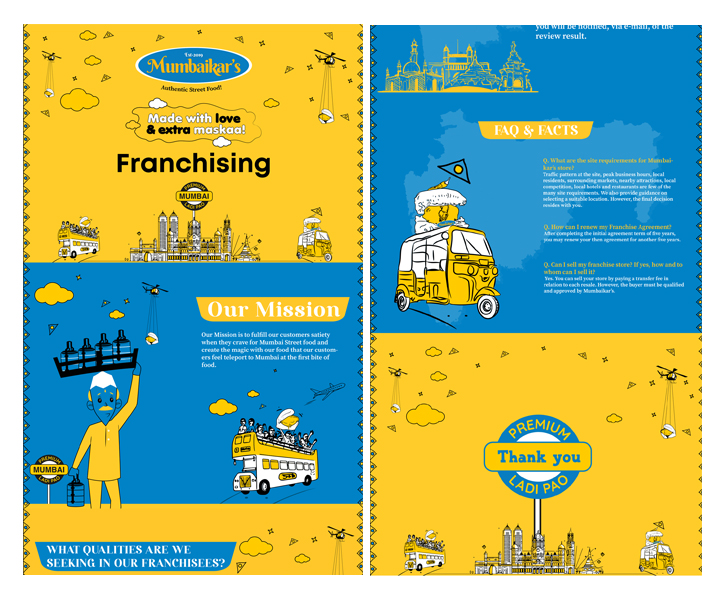 Est 2019
Mumbaikar's
Authentic Street Food!
Made with love
& extra maskaa!
Franchising
PREMIUM
MUMBAI
LADI PAO
Our Mission
Our Mission is to fulfill our customers satiety
when they crave for Mumbai Street food and
create the magic with our food that our custom-
ers feel teleport to Mumbai at the first bite of
food.
PREMIUM
MUMBAI
LADI PAO
WHAT QUALITIES ARE WE
SEEKING IN OUR FRANCHISEES?
you will be notified, via e-mail, of the
review result.
FAQ & FACTS
Q. What are the site requirements for Mumbai-
kar's store?
Traffic pattern at the site, peak business hours, local
residents, surrounding markets, nearby attractions, local
competition, local hotels and restaurants are few of the
many site requirements. We also provide guidance on
selecting a suitable location. However, the final decision
resides with you.
Q. How can I renew my Franchise Agreement?
After completing the initial agreement term of five years,
you may renew your then agreement for another five years.
Q. Can I sell my franchise store? If yes, how and to
whom can I sell it?
Yes. You can sell your store by paying a transfer fee in
relation to each resale. However, the buyer must be qualified
and approved by Mumbaikar's.
PREMIUM
Thank you
LADI PAO